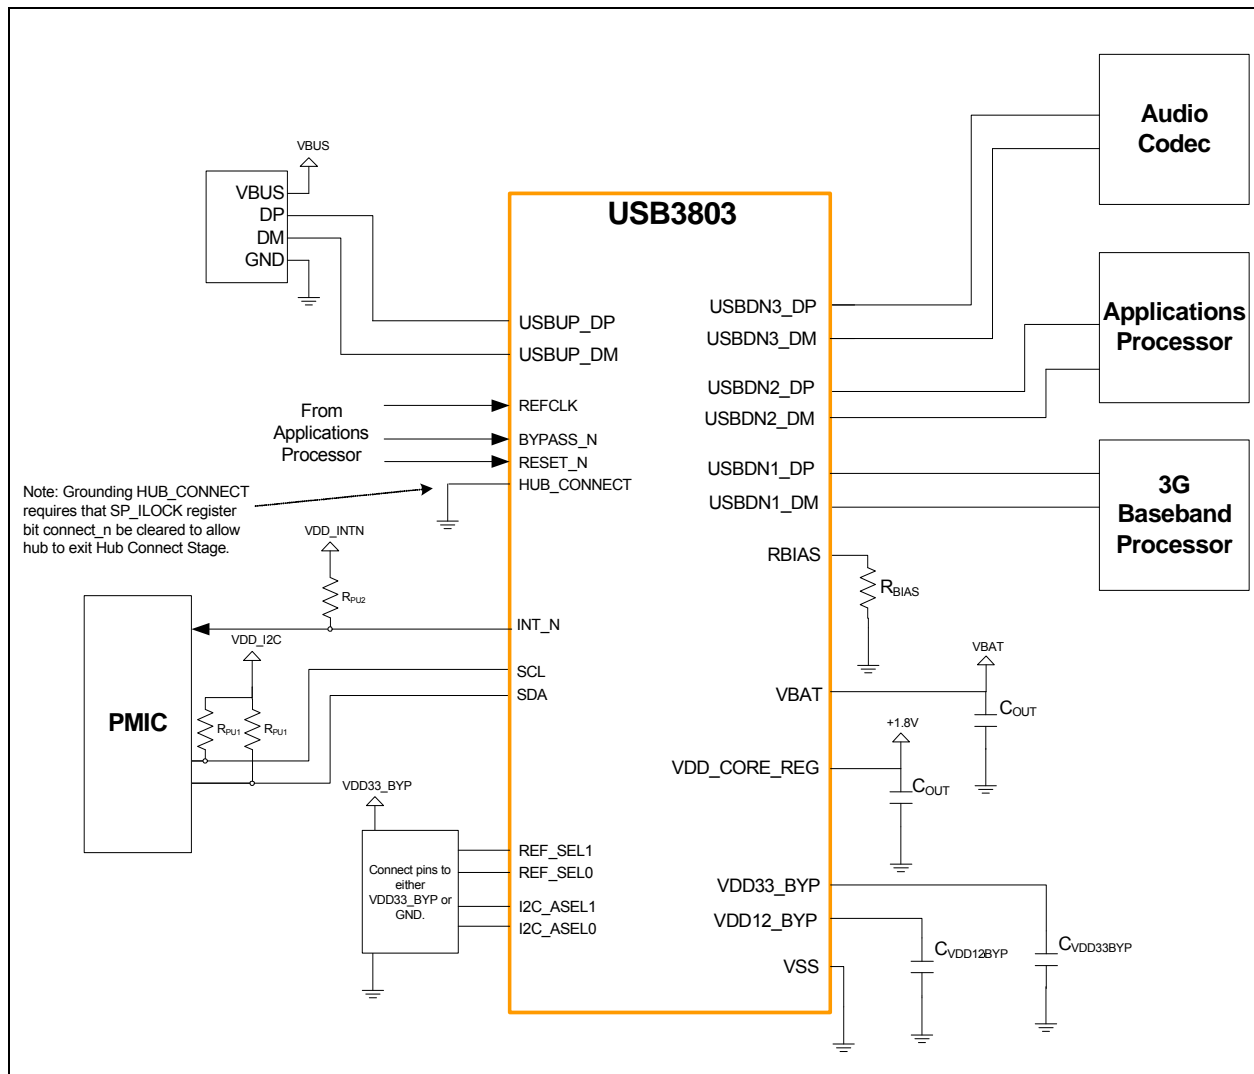 Audio
Codec
VBUS
VBUS
DP
DM
GND
USB3803
USBUP_DP
USBUP_DM
USBDN3_DP
USBDN3_DM
Applications
Processor
USBDN2_DP
USBDN2_DM
From
Applications
Processor
REFCLK
BYPASS_N
RESET_N
HUB_CONNECT
USBDN1_DP
USBDN1_DM
3G
Baseband
Processor
Note: Grounding HUB_CONNECT
requires that SP_ILOCK register
bit connect_n be cleared to allow
hub to exit Hub Connect Stage.
VDD_INTN
RPU2
RBIAS
RBIAS
INT_N
VDD_I2C
SCL
SDA
PMIC
RPU1
RPU1
VBAT
VBAT
COUT
+1.8V
VDD_CORE_REG
COUT
VDD33_BYP
Connect pins to
either
VDD33_BYP or
GND.
REF_SEL1
REF_SEL0
I2C_ASEL1
I2C_ASEL0
VDD33_BYP
VDD12_BYP
VSS
CVDD12BYP
CVDD33BYP